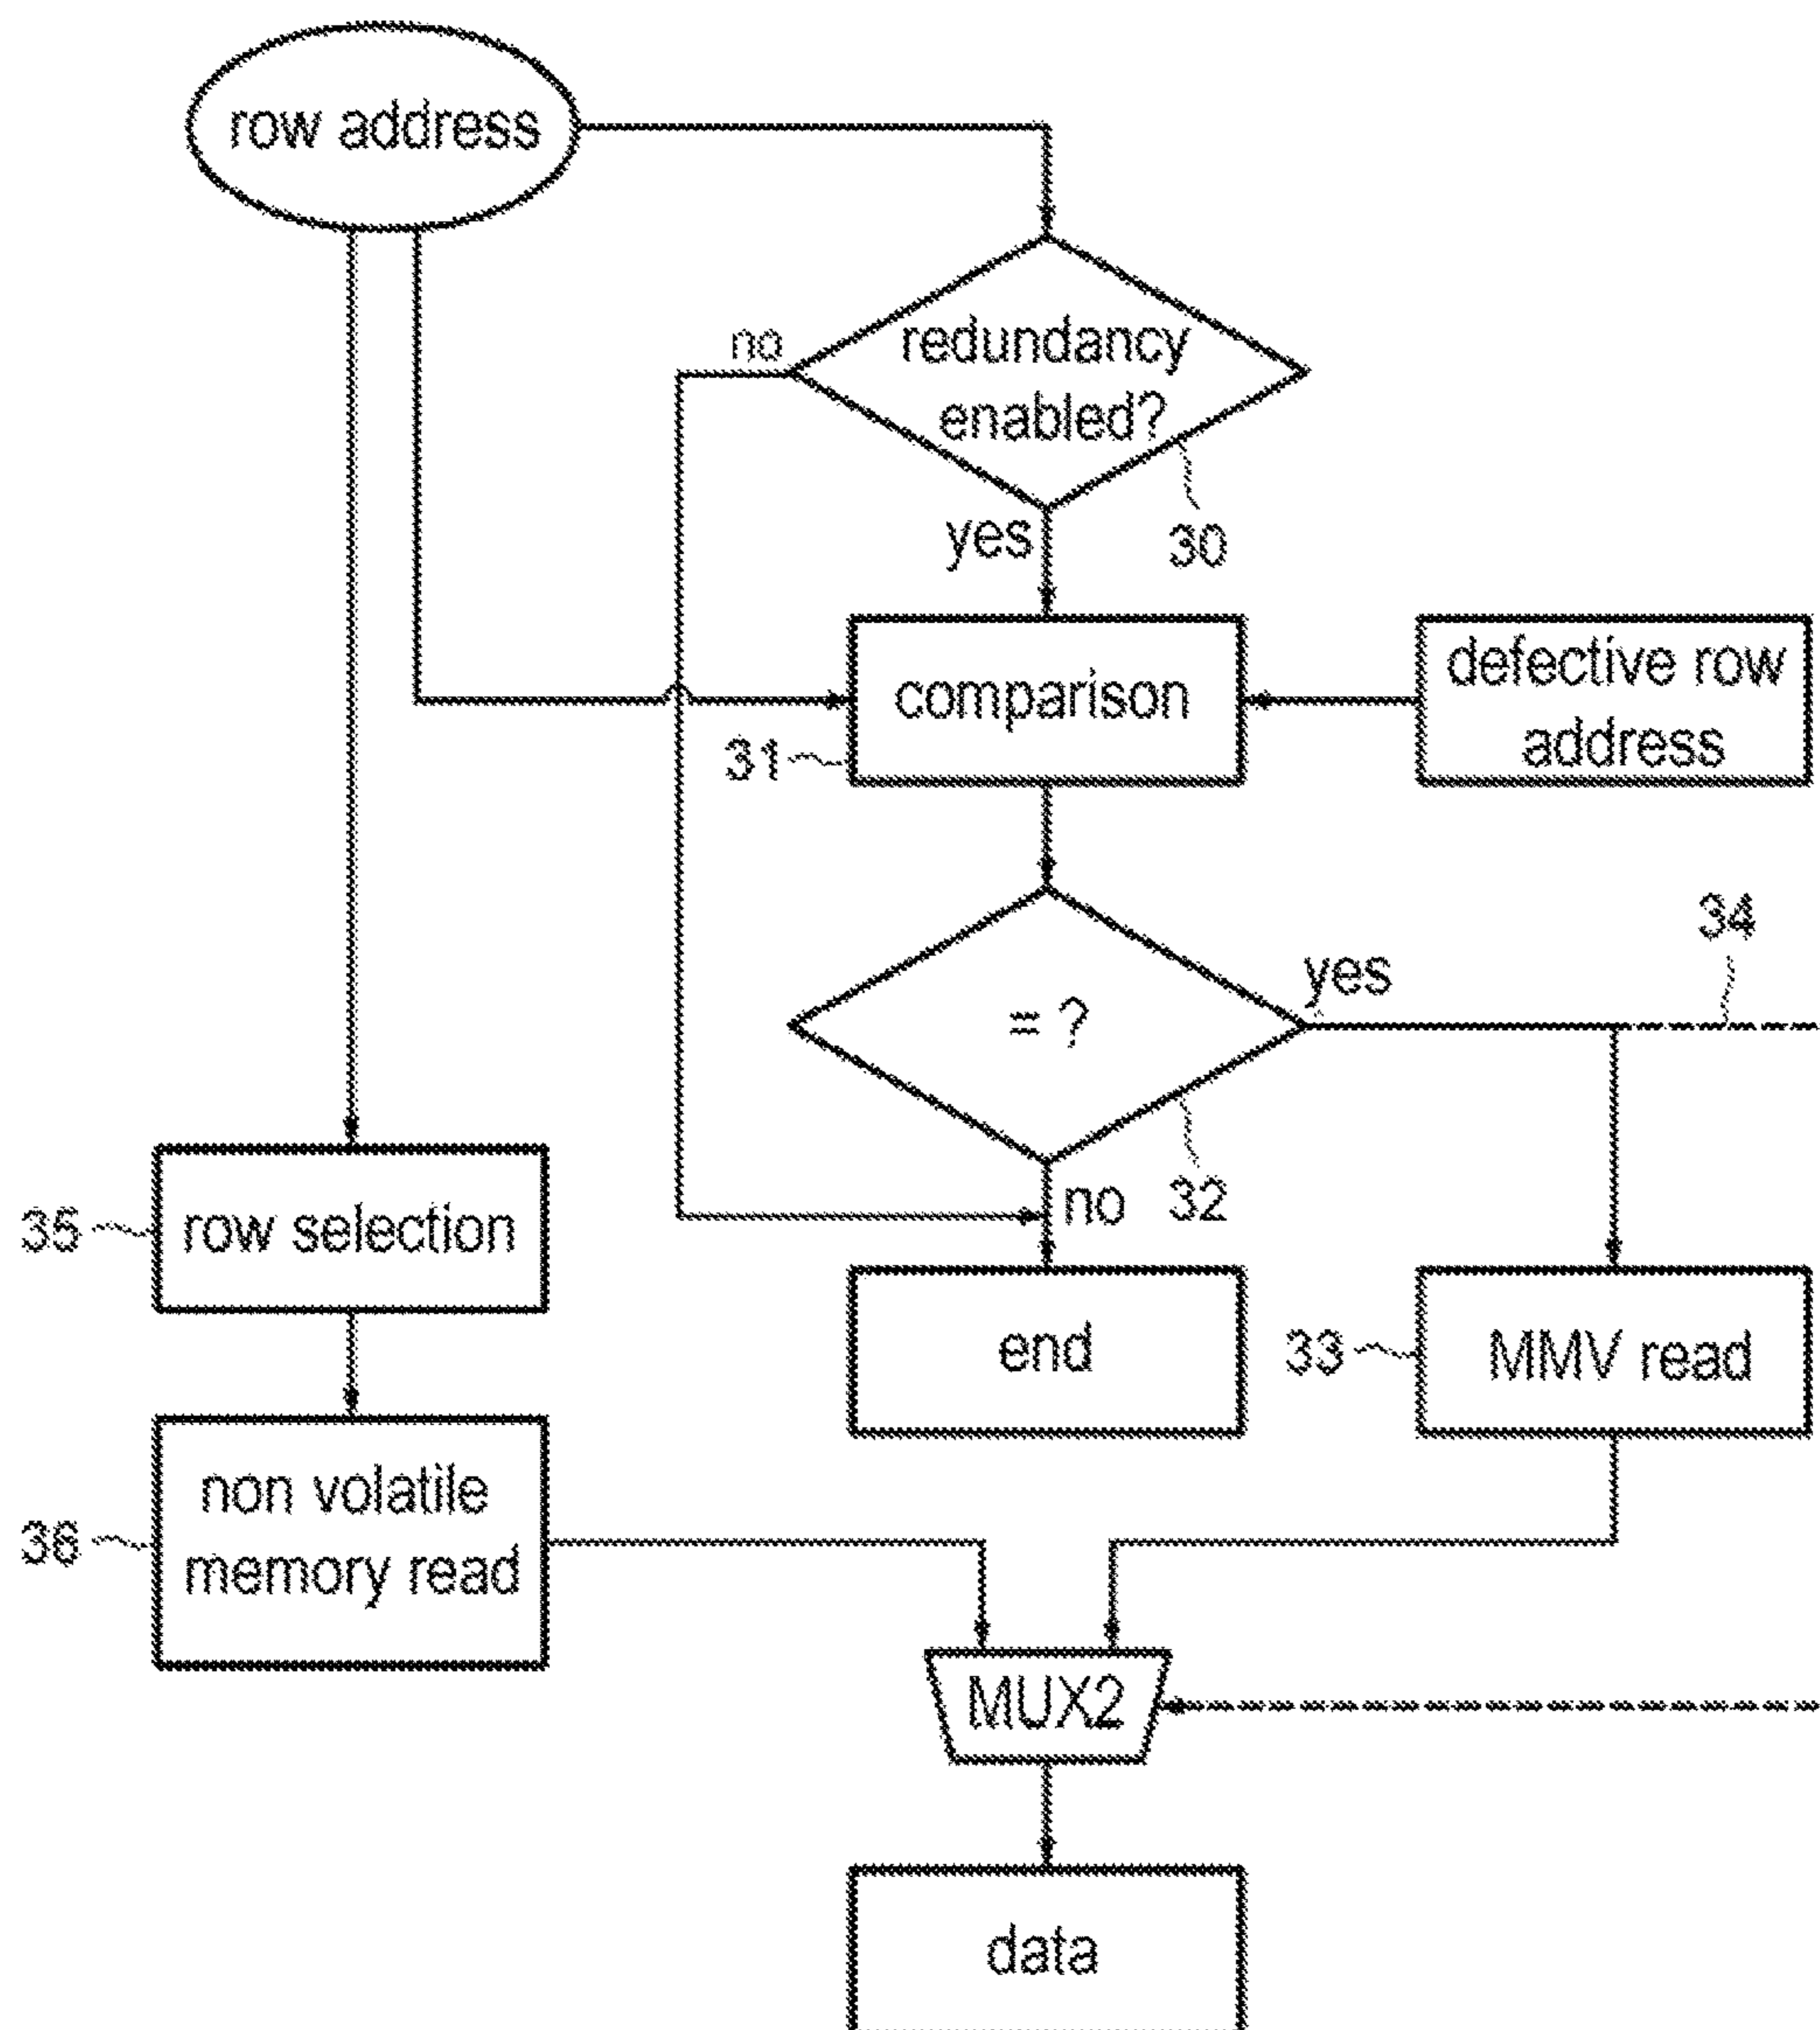 row address
no
redundancy
enabled?
yes
30
comparison
31
defective row
address
34
yes
= ?
32
no
35
row selection
end
33
MMV read
36
non volatile
memory read
MUX2
data